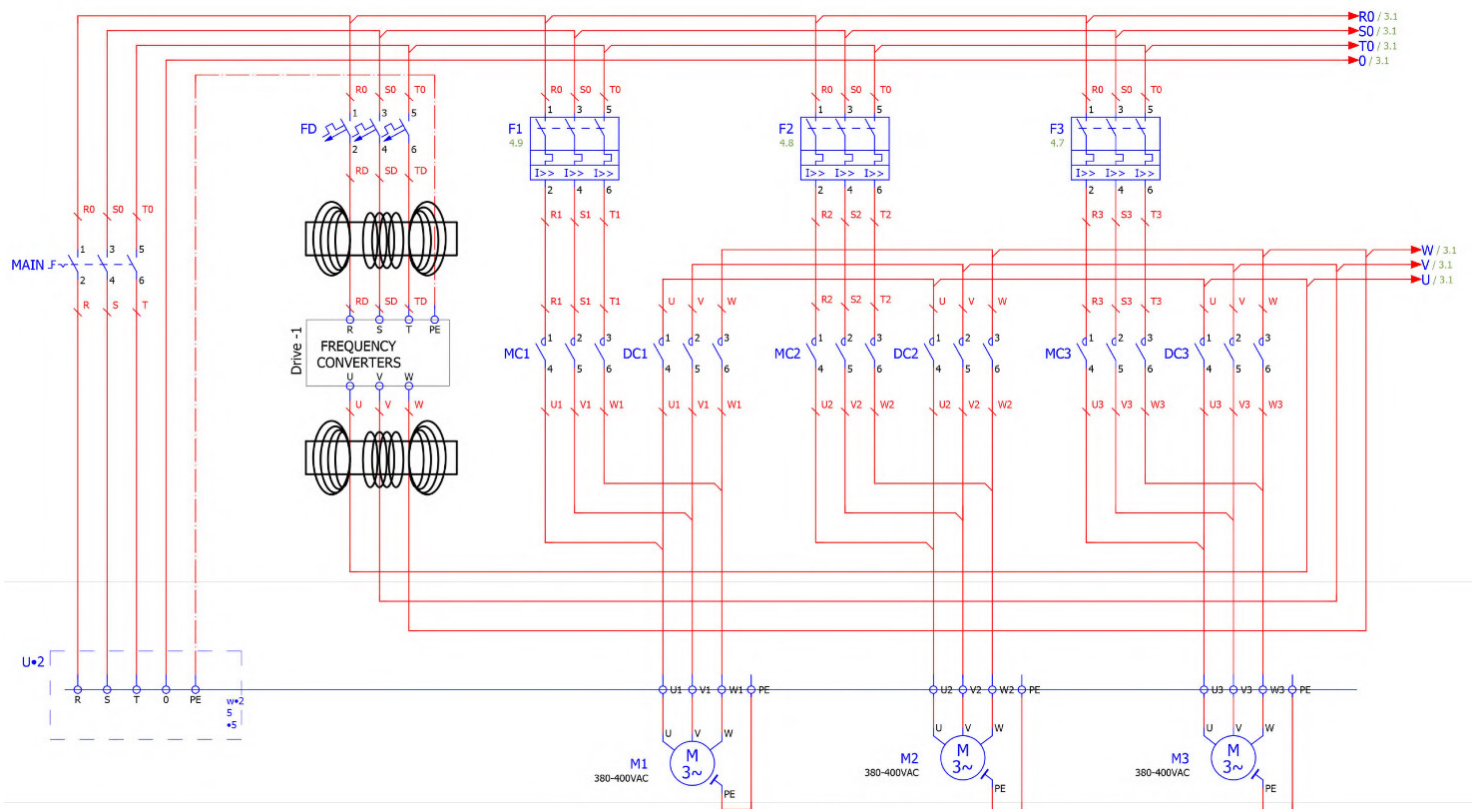 R0 / 3.1
S0 / 3.1
T0 / 3.1
0 / 3.1
R0 S0 T0 R0 S0 T0 R0 S0 T0 R0 S0 T0
1 3 5 1 3 5 1 3 5 1 3 5
FD F1 F2 F3
4.9 4.8 4.7
2 4 6
I>> I>> I>> I>> I>> I>> I>> I>> I>>
RD SD TD 2 4 6 2 4 6 2 4 6
R0 S0 T0 R1 S1 T1 R2 S2 T2 R3 S3 T3
1 3 5
MAIN
2 4 6
W / 3.1
V / 3.1
U / 3.1
R S T RD SD TD R1 S1 T1 U V W R2 S2 T2 U V W R3 S3 T3 U V W
R S T PE
Drive -1
FREQUENCY
CONVERTERS
U V W
1 2 3 1 2 3 1 2 3 1 2 3 1 2 3 1 2 3
MC1 DC1 MC2 DC2 MC3 DC3
4 5 6 4 5 6 4 5 6 4 5 6 4 5 6 4 5 6
U V W U1 V1 W1 U1 V1 W1 U2 V2 W2 U2 V2 W2 U3 V3 W3 U3 V3 W3
U•2
R S T 0 PE U1 V1 W1 PE U2 V2 W2 PE U3 V3 W3 PE
w•2
5
•5
U V W U V W U V W
M1 M M2 M M3 M
3~ 3~ 3~
380-400VAC 380-400VAC 380-400VAC
PE PE PE